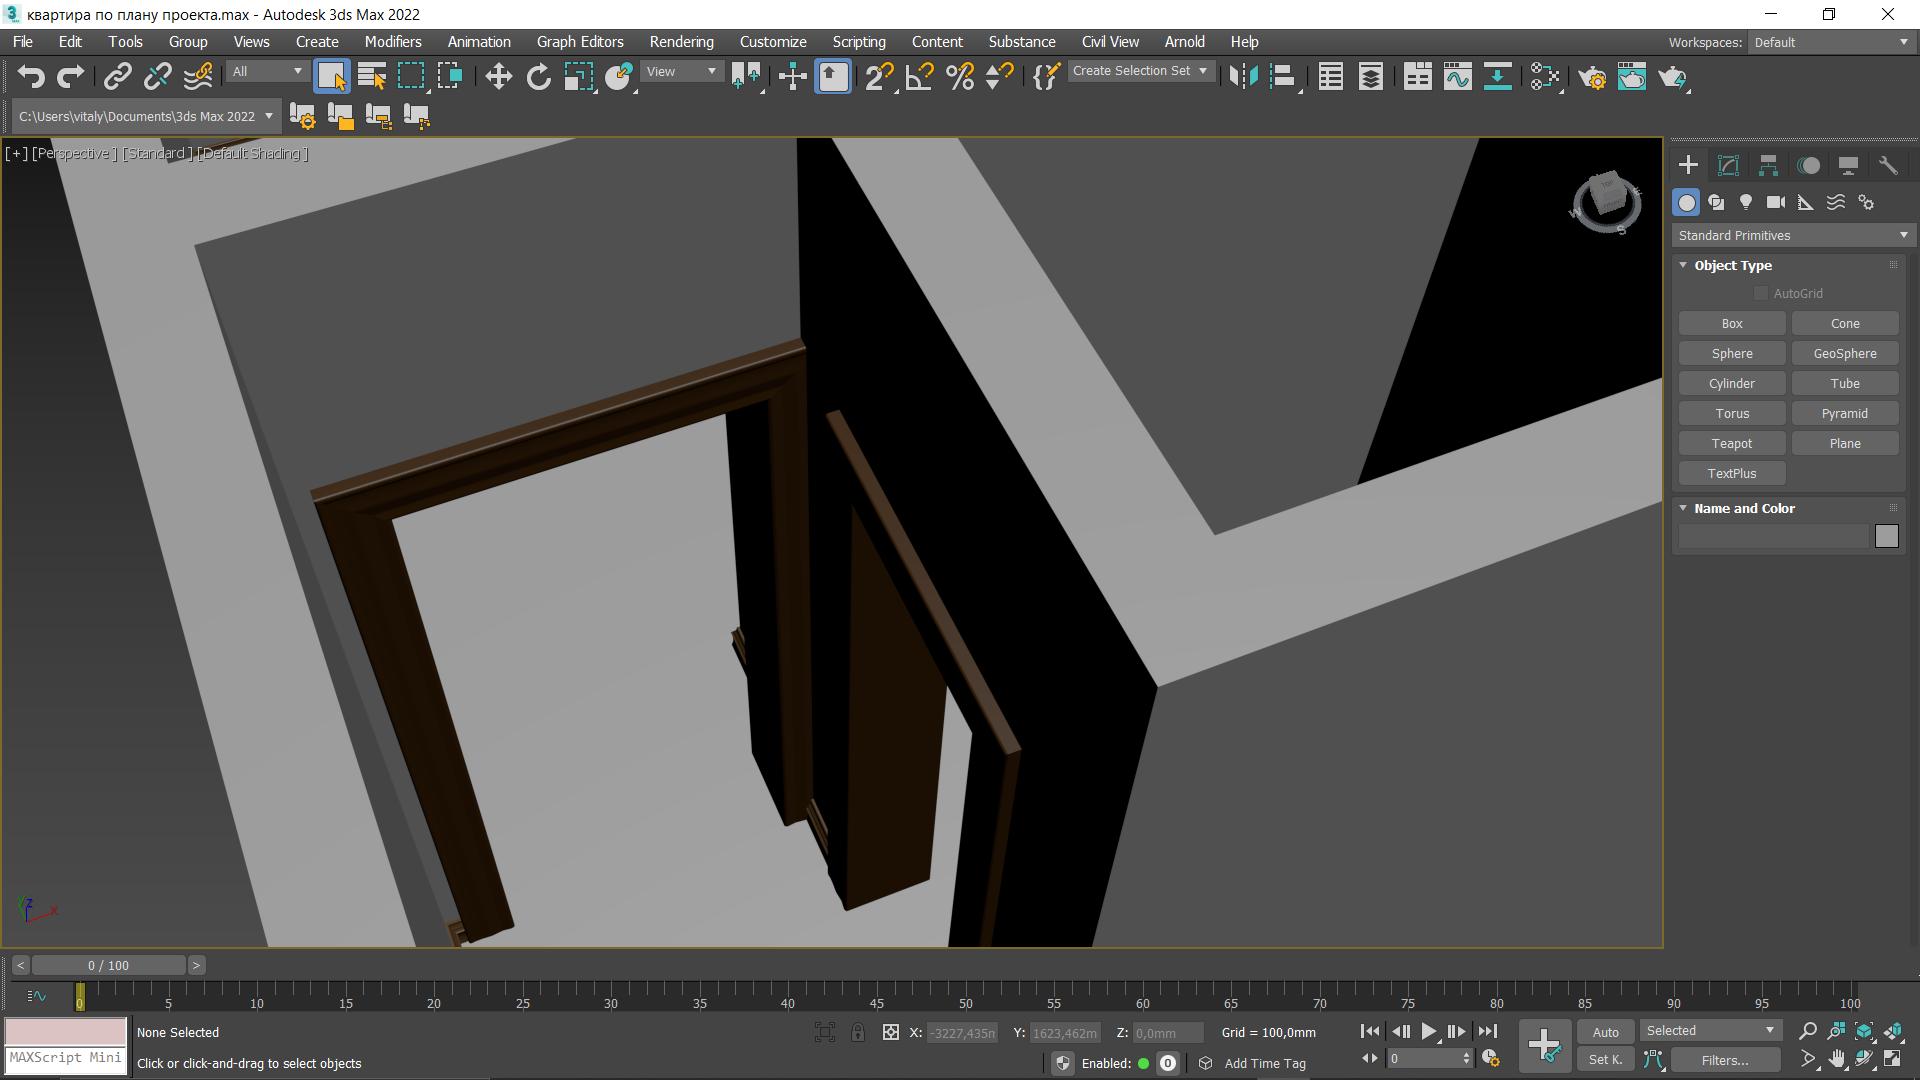 квартира по плану проекта.max - Autodesk 3ds Max 2022
File Edit Tools Group Views Create Modifiers Animation Graph Editors Rendering Customize Scripting Content Substance Civil View Arnold Help Workspaces: Default
All View Create Selection Set
C:\Users\vitaly\Documents\3ds Max 2022
[+] [Perspective ] [Standard ] [Default Shading ]
TOP
W
S
Standard Primitives
Object Type
AutoGrid
Box Cone
Sphere GeoSphere
Cylinder Tube
Torus Pyramid
Teapot Plane
TextPlus
Name and Color
Z
X
< 0 / 100 >
0 5 10 15 20 25 30 35 40 45 50 55 60 65 70 75 80 85 90 95 100
None Selected X: -3227,435m Y: 1623,462m Z: 0,0mm Grid = 100,0mm Auto Selected
MAXScript Mini Click or click-and-drag to select objects Enabled: 0 Add Time Tag 0 Set K. Filters...